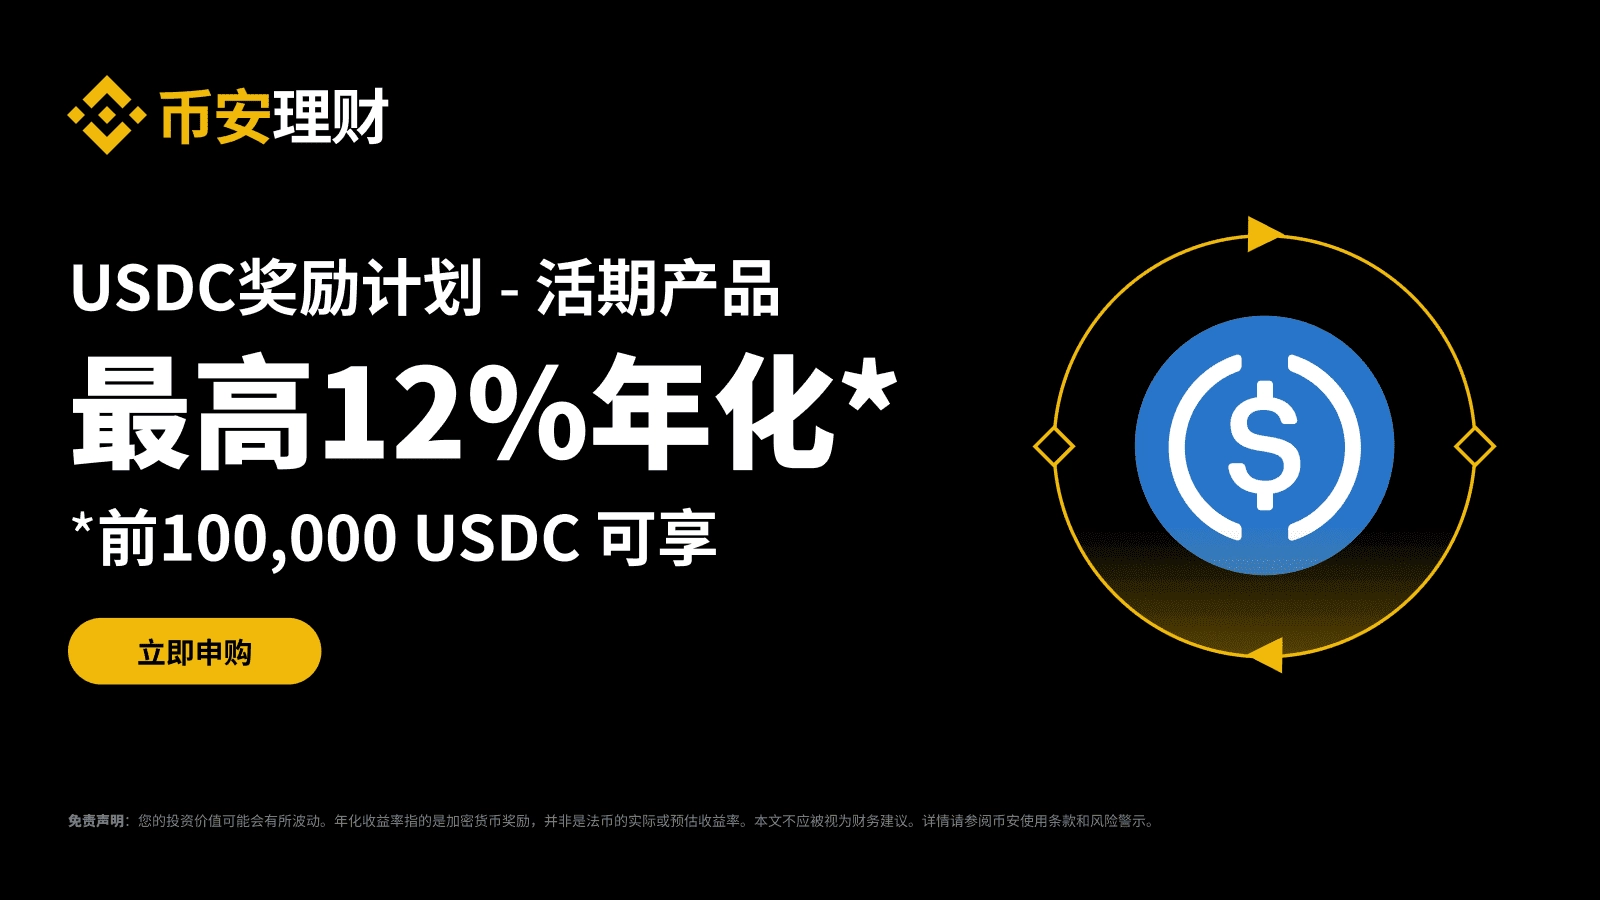 币安理财
USDC奖励计划 - 活期产品
最高12%年化*
*前100,000 USDC 可享
立即申购
免责声明：您的投资价值可能会有所波动。年化收益率指的是加密货币奖励，并非是法币的实际或预估收益率。本文不应被视为财务建议。详情请参阅币安使用条款和风险警示。